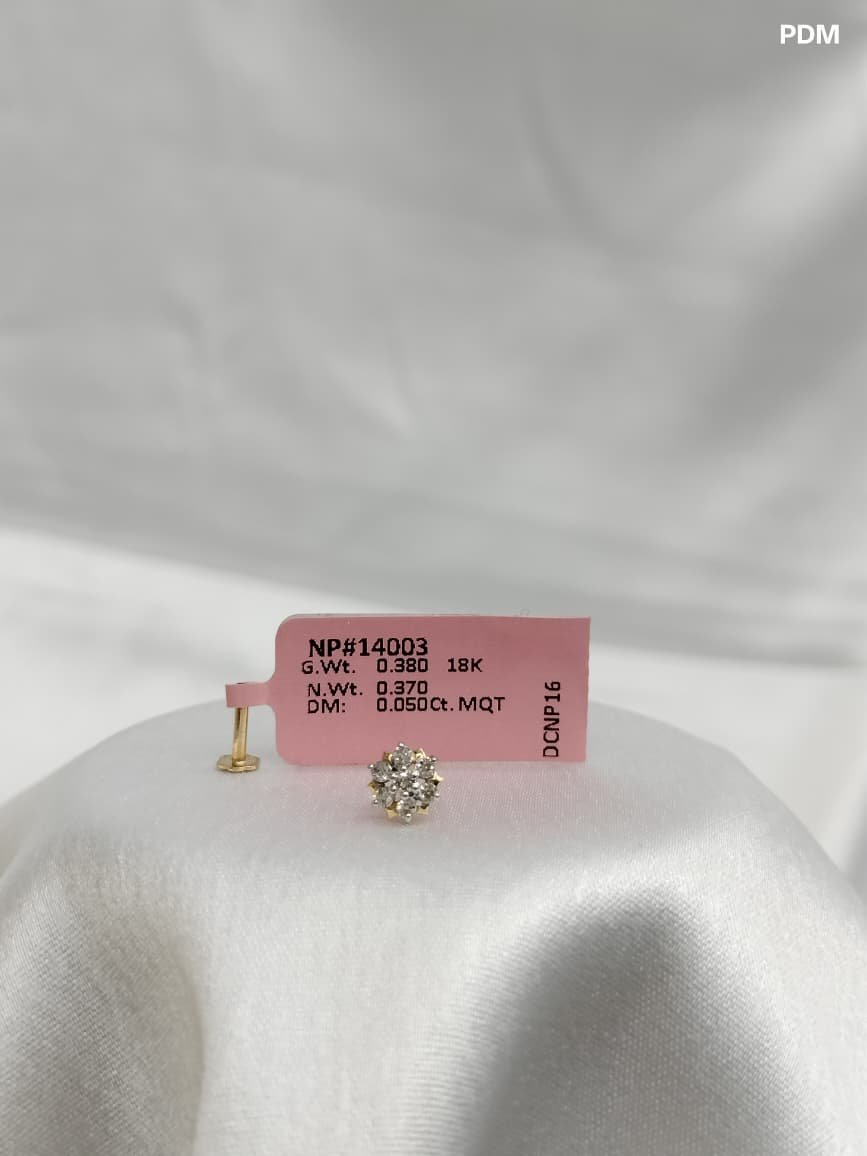 PDM
NP#14003
G.Wt. 0.380 18K
N.Wt. 0.370
DM: 0.050Ct. MQT
DCNP16